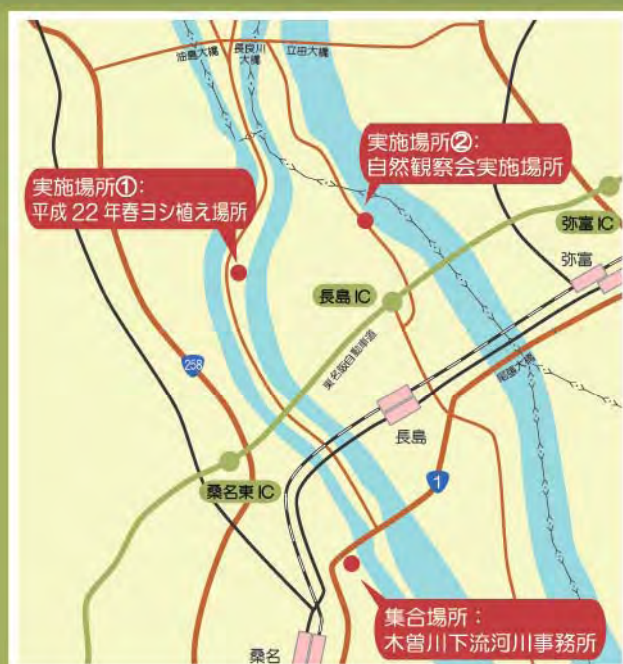 油島大橋
長良川
大橋
立田大橋
実施場所②:
自然観察会実施場所
実施場所①:
平成22年春ヨシ植え場所
弥富IC
弥富
長島IC
東名阪自動車道
尾張大橋
258
長島
桑名東IC
1
集合場所:
木曽川下流河川事務所
桑名